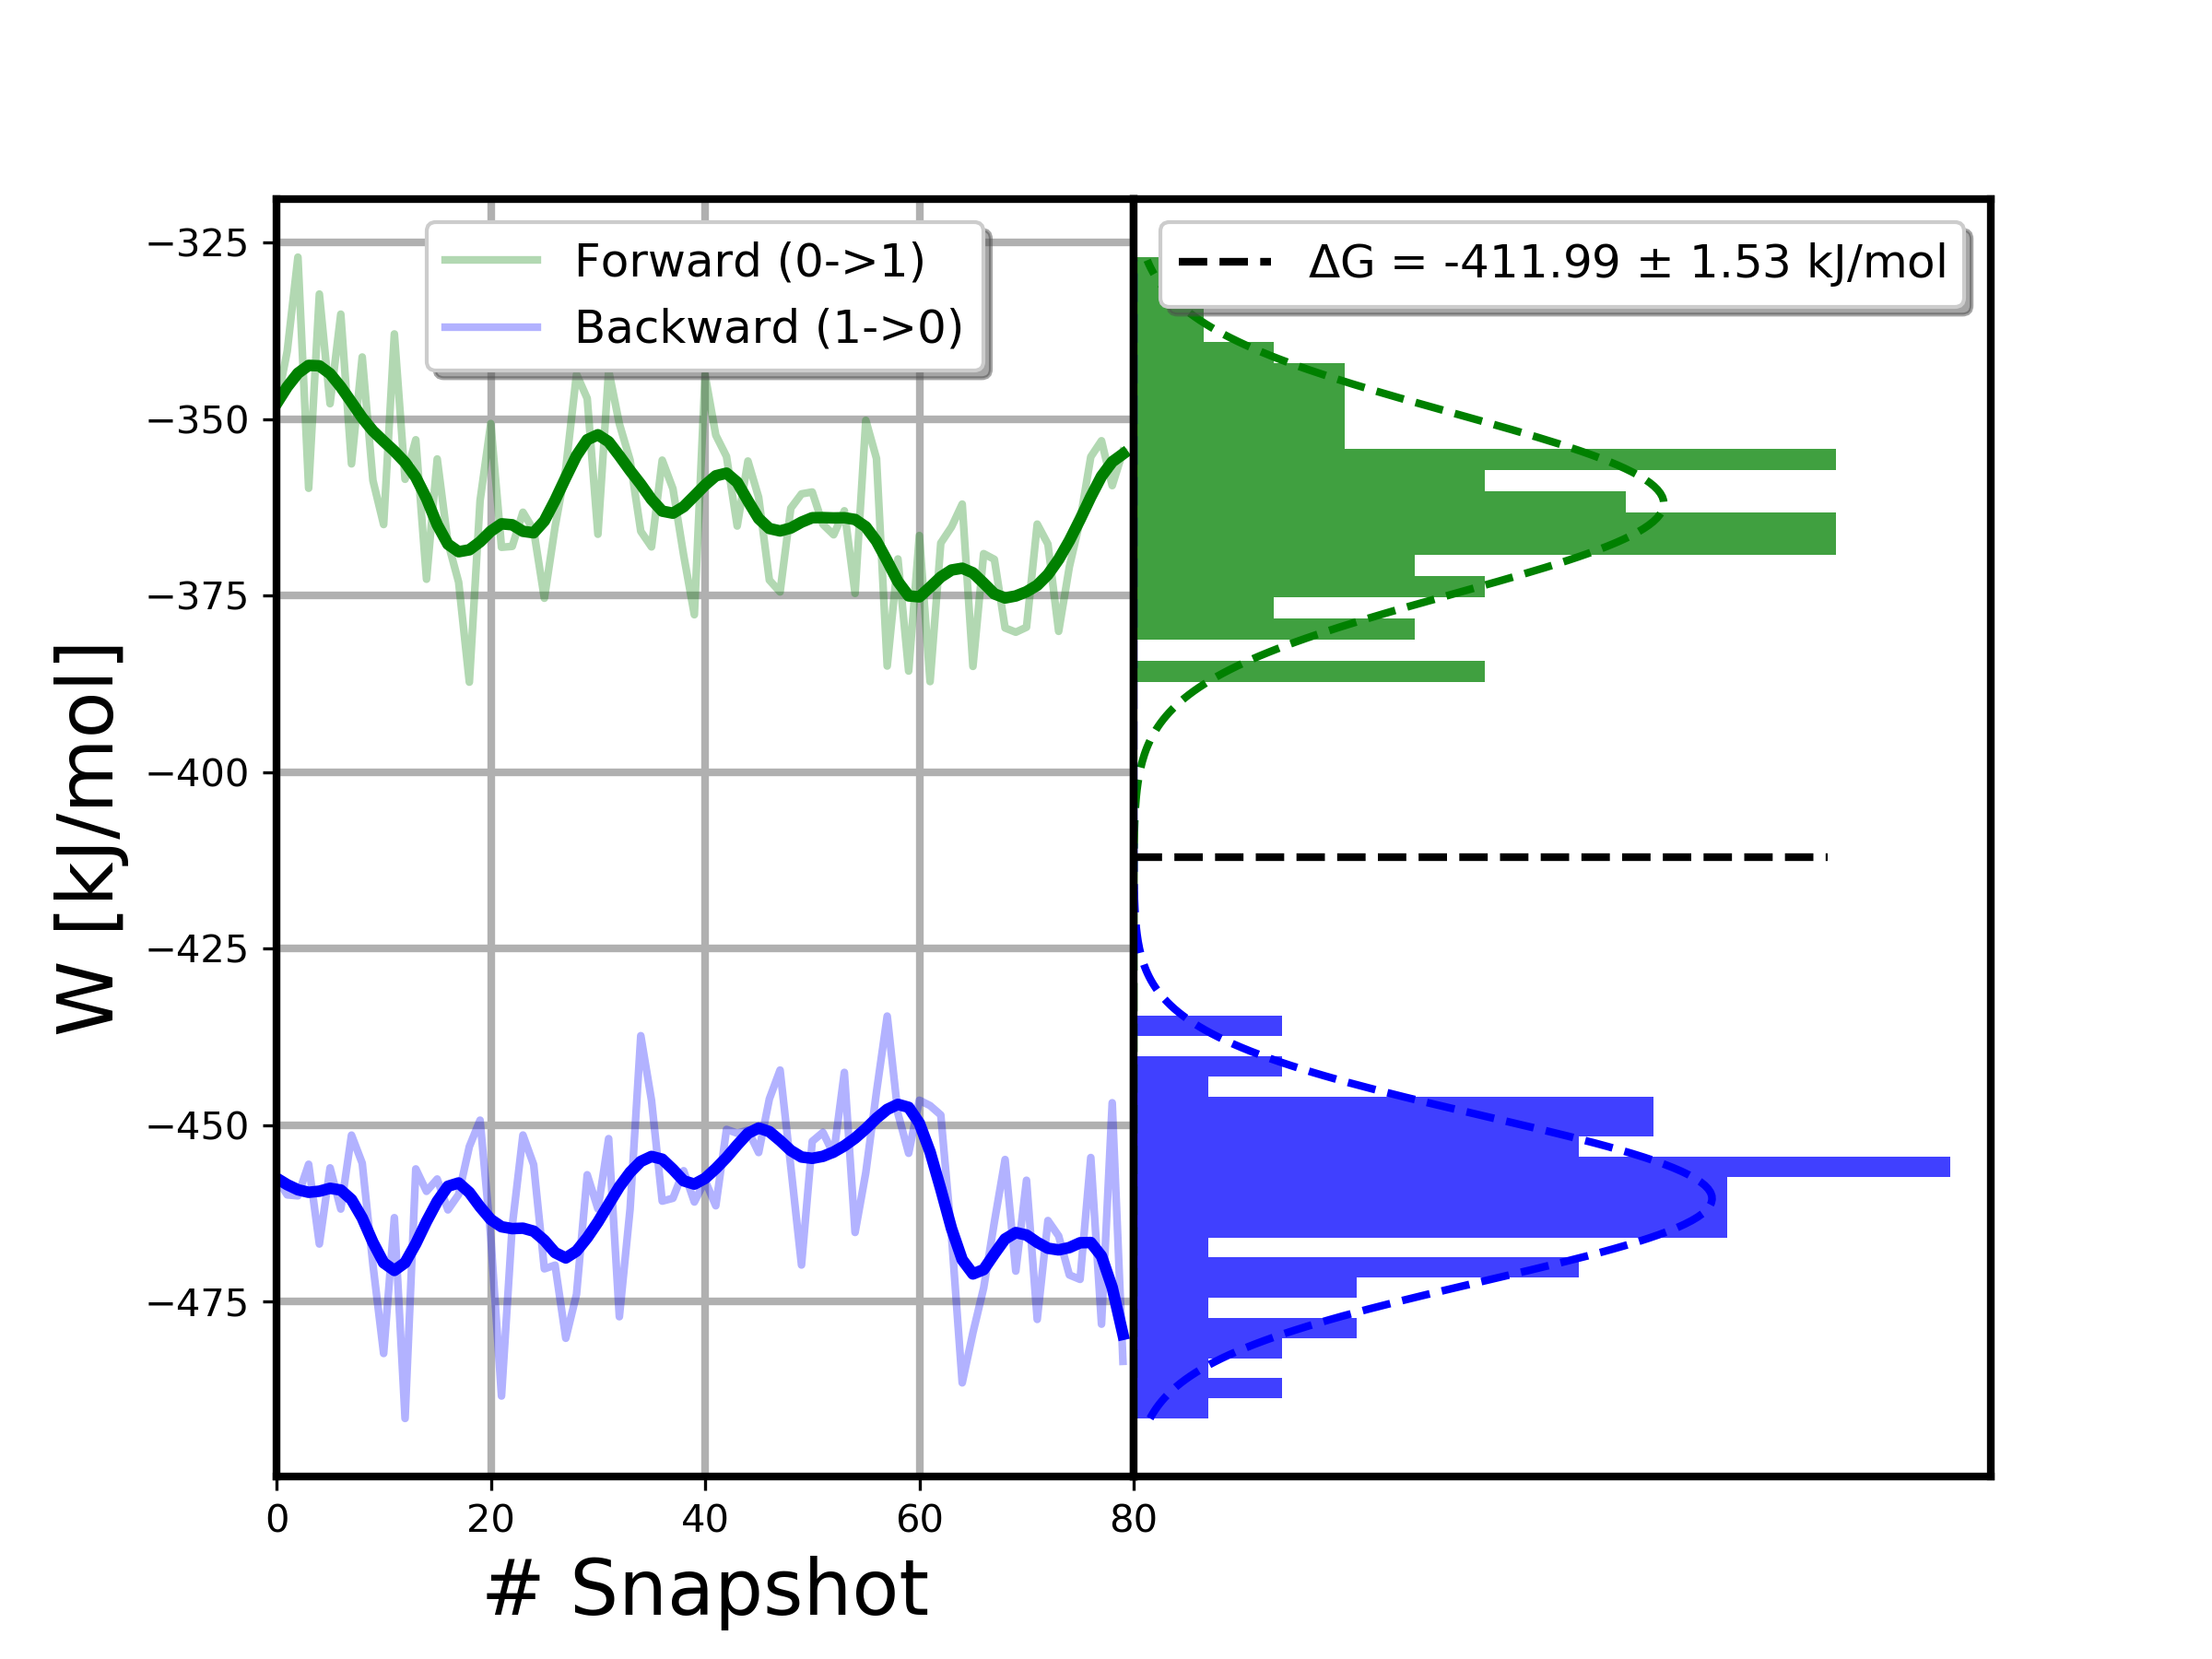 Forward (0->1)
Backward (1->0)
ΔG = -411.99 ± 1.53 kJ/mol
W [kJ/mol]
−325
−350
−375
−400
−425
−450
−475
0 20 40 60 80
# Snapshot